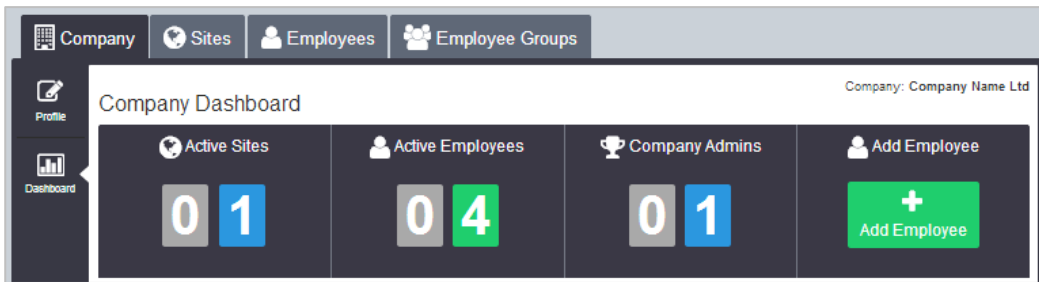 Company Sites Employees Employee Groups
Company: Company Name Ltd
Profile
Company Dashboard
Active Sites Active Employees Company Admins Add Employee
Dashboard
0 1 0 4 0 1
Add Employee